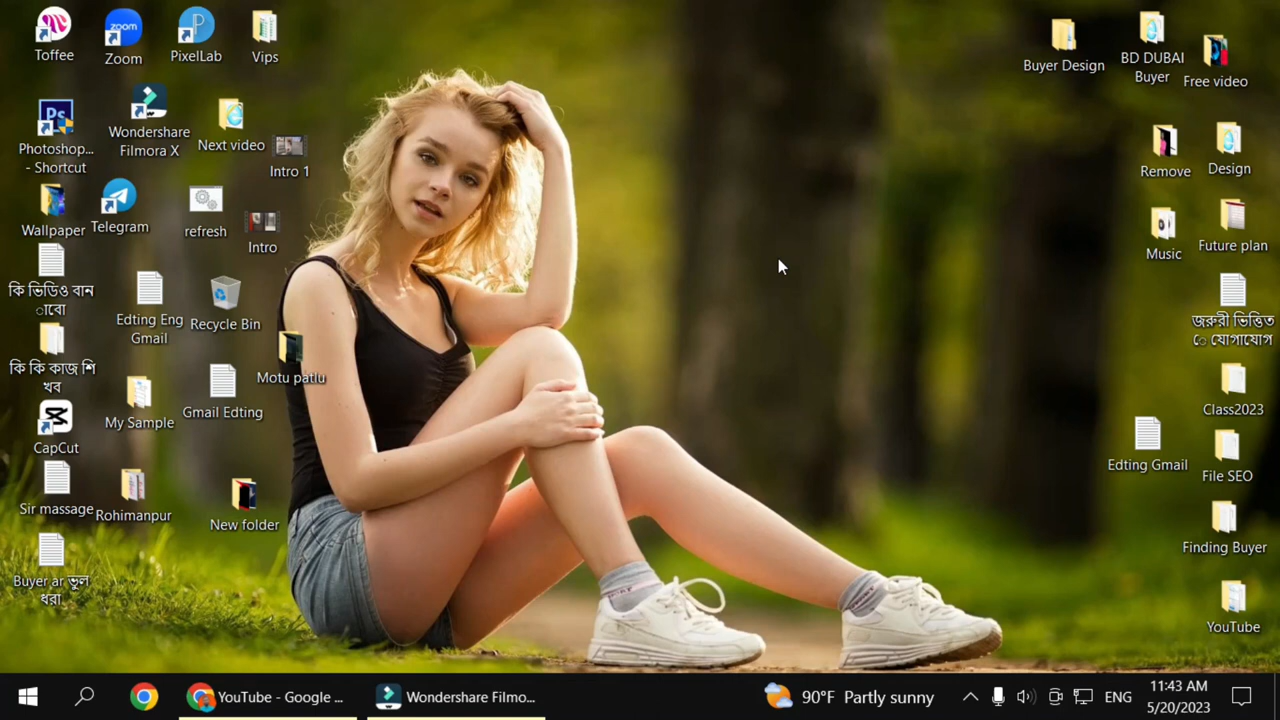 Toffee
Zoom
PixelLab
Vips
Buyer Design
BD DUBAI
Buyer
Free video
Photoshop...
- Shortcut
Wondershare
Filmora X
Next video
Intro 1
Remove
Design
Wallpaper
Telegram
refresh
Intro
Music
Future plan
কি ভিডিও বান
াবো
Edting Eng
Gmail
Recycle Bin
জরুরী ভিত্তিত
ে যোগাযোগ
কি কি কাজ শি
খব
My Sample
Gmail Edting
Motu patlu
Class2023
CapCut
Edting Gmail
File SEO
Sir massage
Rohimanpur
New folder
Finding Buyer
Buyer ar ভুল
ধরা
YouTube
YouTube - Google ...
Wondershare Filmo...
90°F Partly sunny
ENG
11:43 AM
5/20/2023